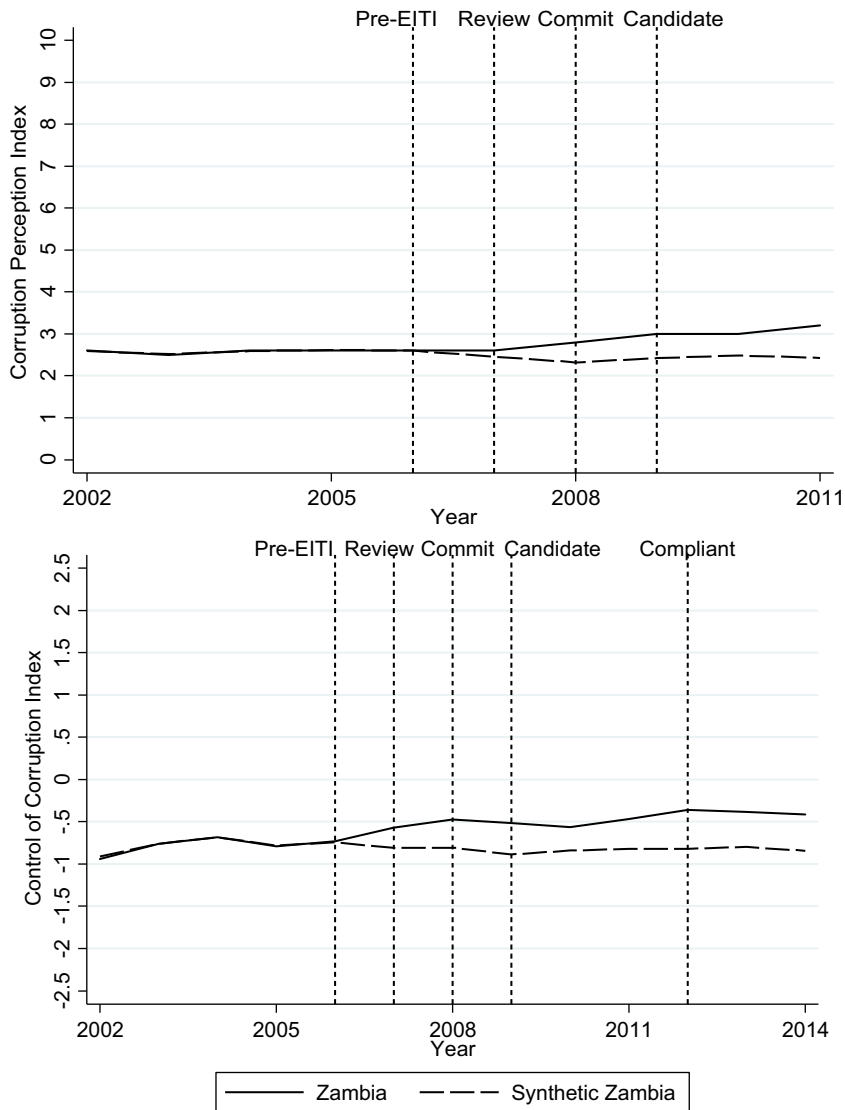 Pre-EITI Review Commit Candidate
Corruption Perception Index
10
9
8
7
6
5
4
3
2
1
0
2002 2005 2008 2011
Year
Pre-EITI Review Commit Candidate Compliant
Control of Corruption Index
2.5
2
1.5
1
.5
0
-.5
-1
-1.5
-2
-2.5
2002 2005 2008 2011 2014
Year
Zambia Synthetic Zambia